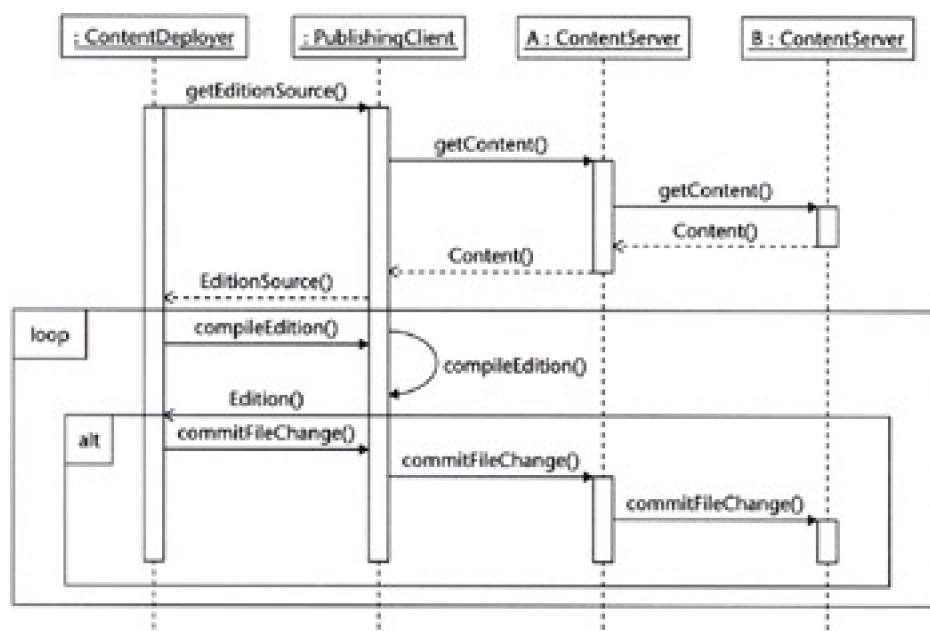 : ContentDeployer
: PublishingClient
A : ContentServer
B : ContentServer
getEditionSource()
getContent()
getContent()
Content()
Content()
EditionSource()
loop
compileEdition()
compileEdition()
Edition()
alt
commitFileChange()
commitFileChange()
commitFileChange()